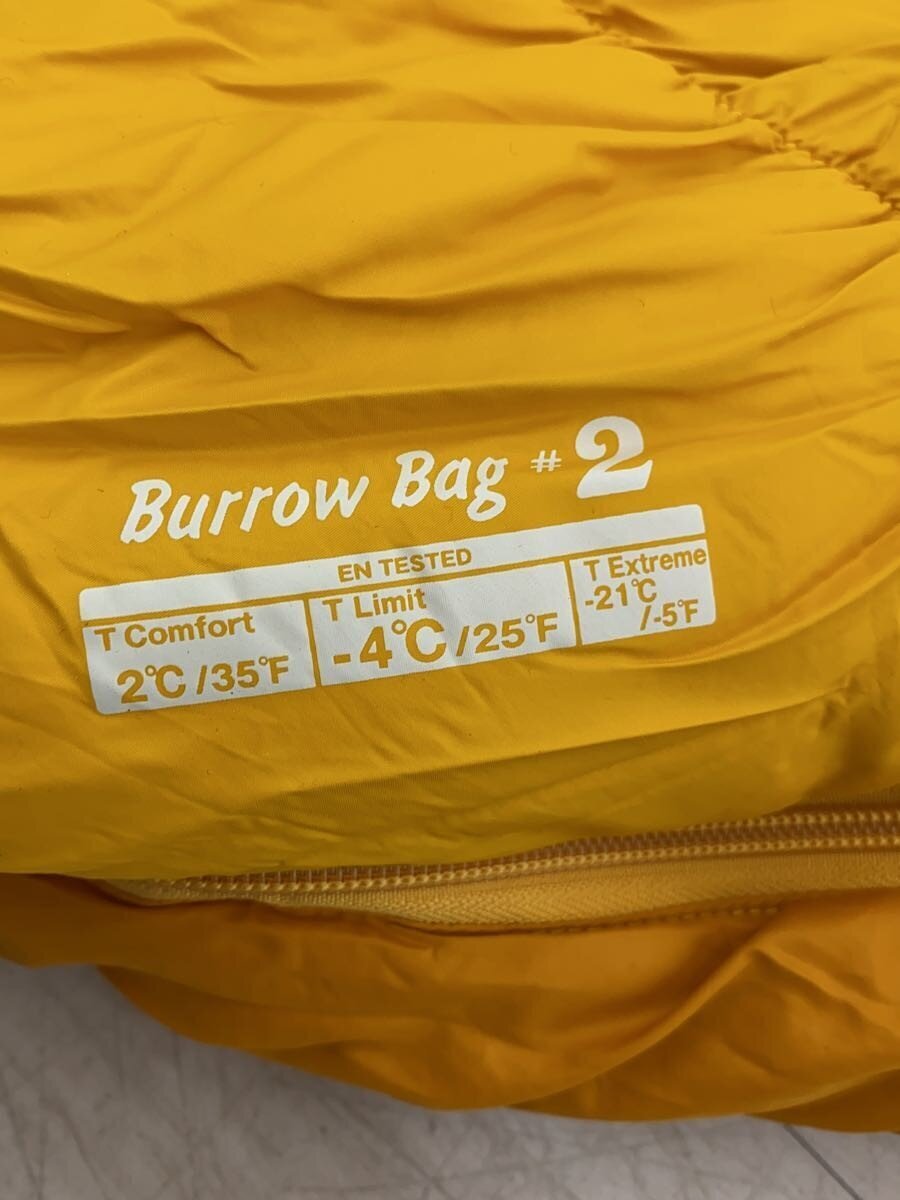 Burrow Bag #2
EN TESTED
T Comfort
2℃/35℉
T Limit
-4℃/25℉
T Extreme
-21℃
/-5℉